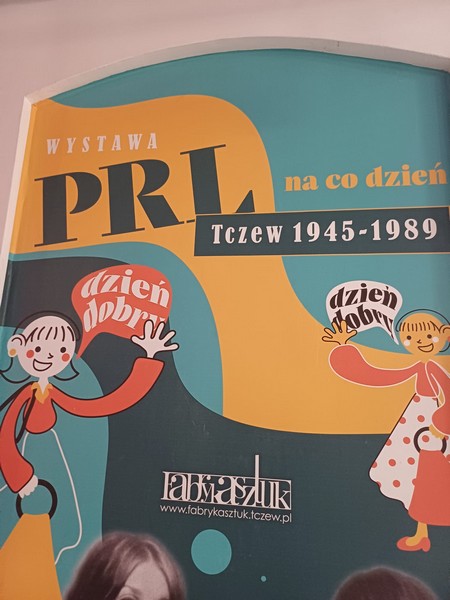 WYSTAWA
PRL
na co dzień
Tczew 1945-1989
dzień
dobry
dzień
dobry
fabrykasztuk
www.fabrykasztuk.tczew.pl